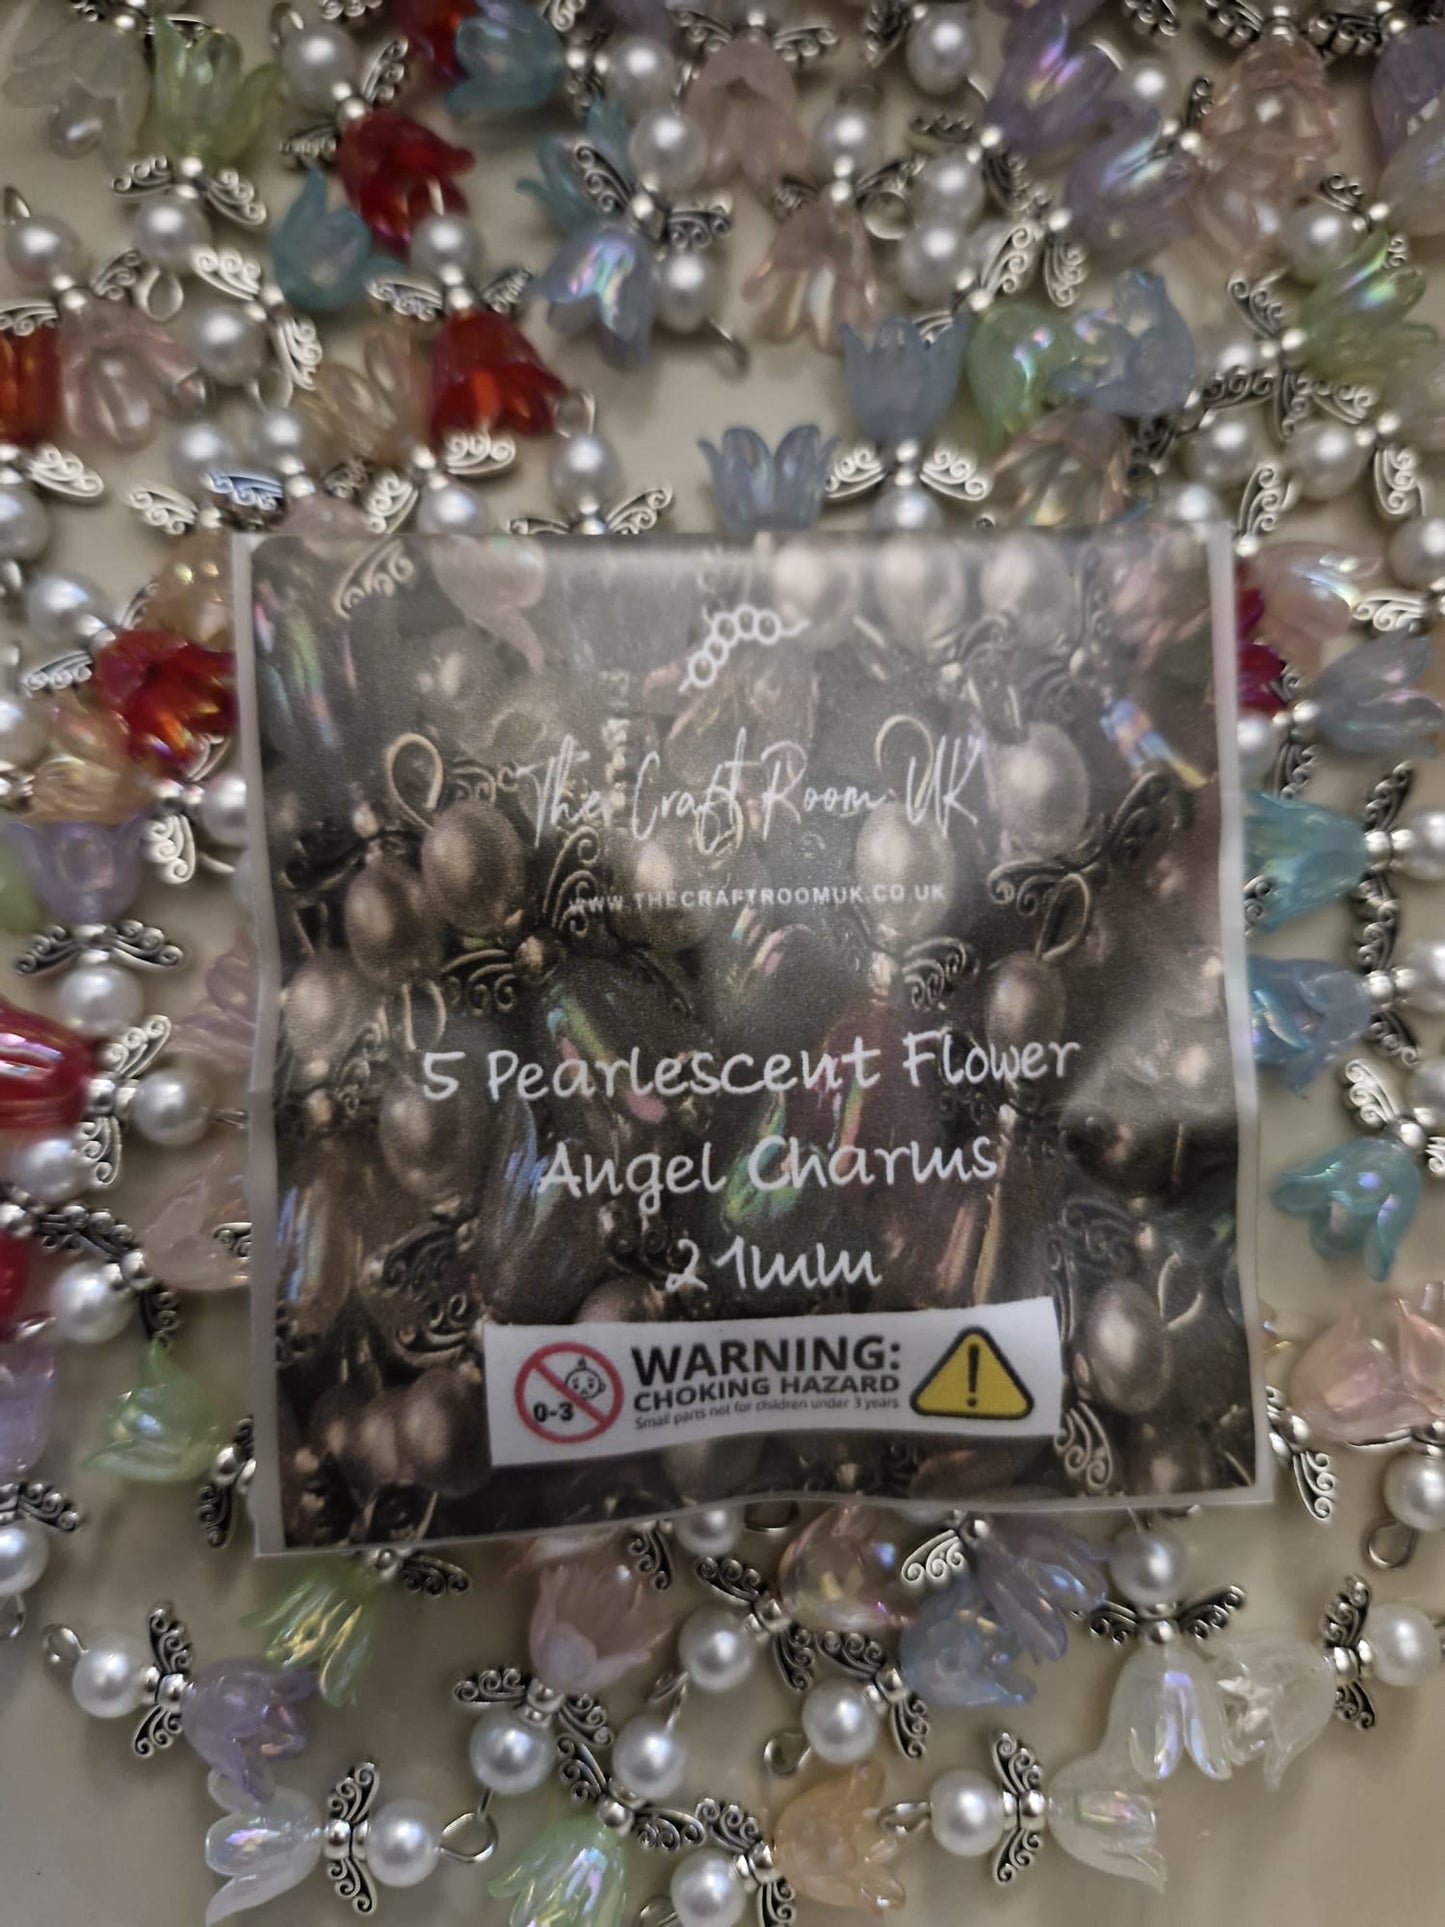 The Craft Room UK
WWW.THECRAFTROOMUK.CO.UK
5 Pearlescent Flower
Angel Charms
21mm
0-3
WARNING:
CHOKING HAZARD
Small parts not for children under 3 years
!